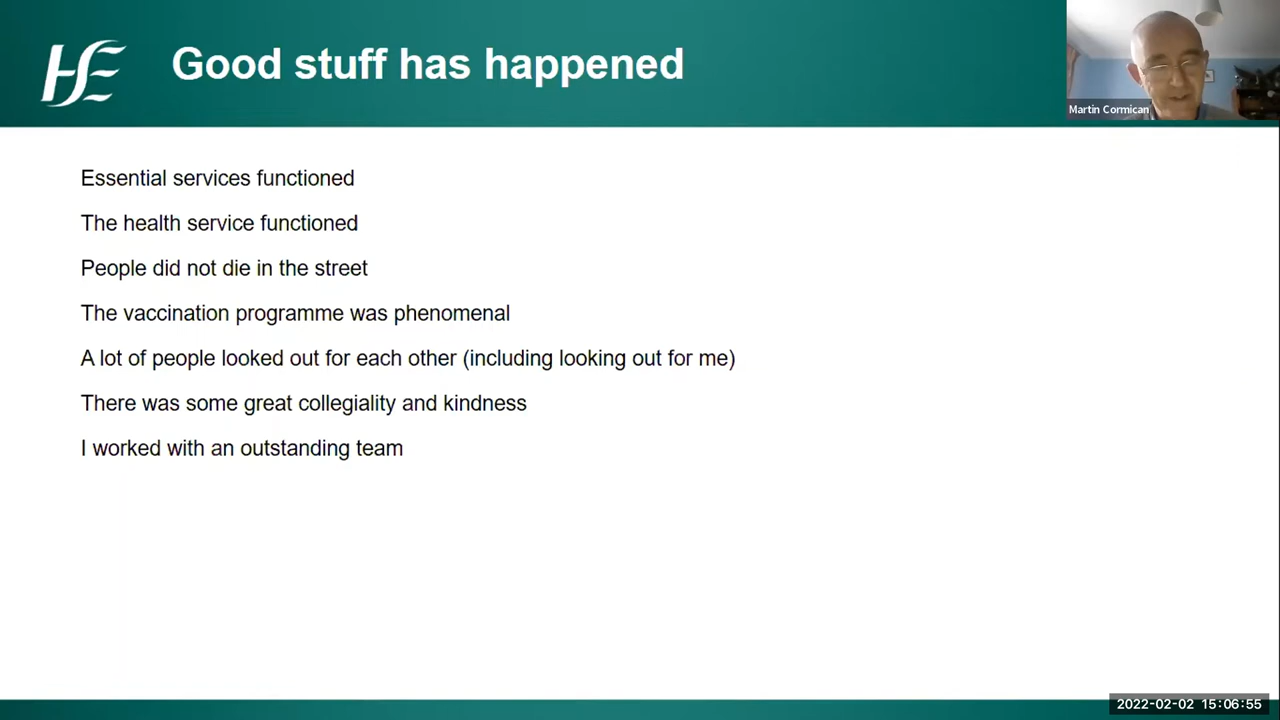 HSE
Good stuff has happened
Martin Cormican
Essential services functioned
The health service functioned
People did not die in the street
The vaccination programme was phenomenal
A lot of people looked out for each other (including looking out for me)
There was some great collegiality and kindness
I worked with an outstanding team
2022-02-02 15:06:55